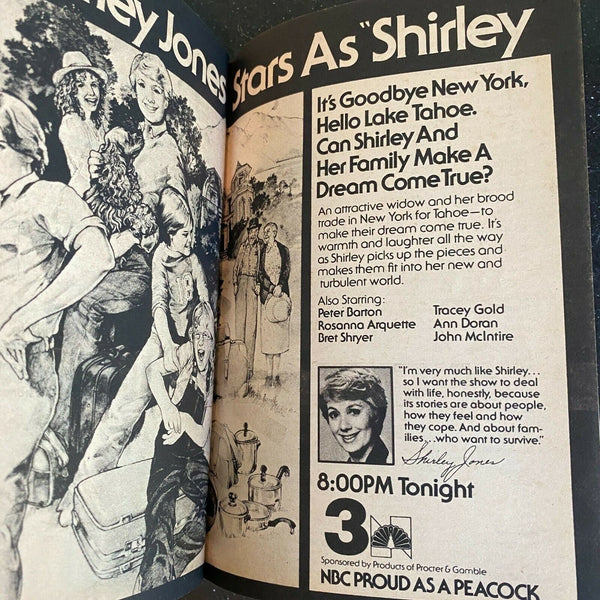 ley Jones Stars As "Shirley
It's Goodbye New York,
Hello Lake Tahoe.
Can Shirley And
Her Family Make A
Dream Come True?
An attractive widow and her brood
trade in New York for Tahoe—to
make their dream come true. It's
warmth and laughter all the way
as Shirley picks up the pieces and
makes them fit into her new and
turbulent world.
Also Starring:
Peter Barton Tracey Gold
Rosanna Arquette Ann Doran
Bret Shryer John McIntire
"I'm very much like Shirley...
so I want the show to deal
with life, honestly, because
its stories are about people,
how they feel and how
they cope. And about fam-
ilies...who want to survive."
Shirley Jones
8:00PM Tonight
3
Sponsored by Products of Procter & Gamble
NBC PROUD AS A PEACOCK